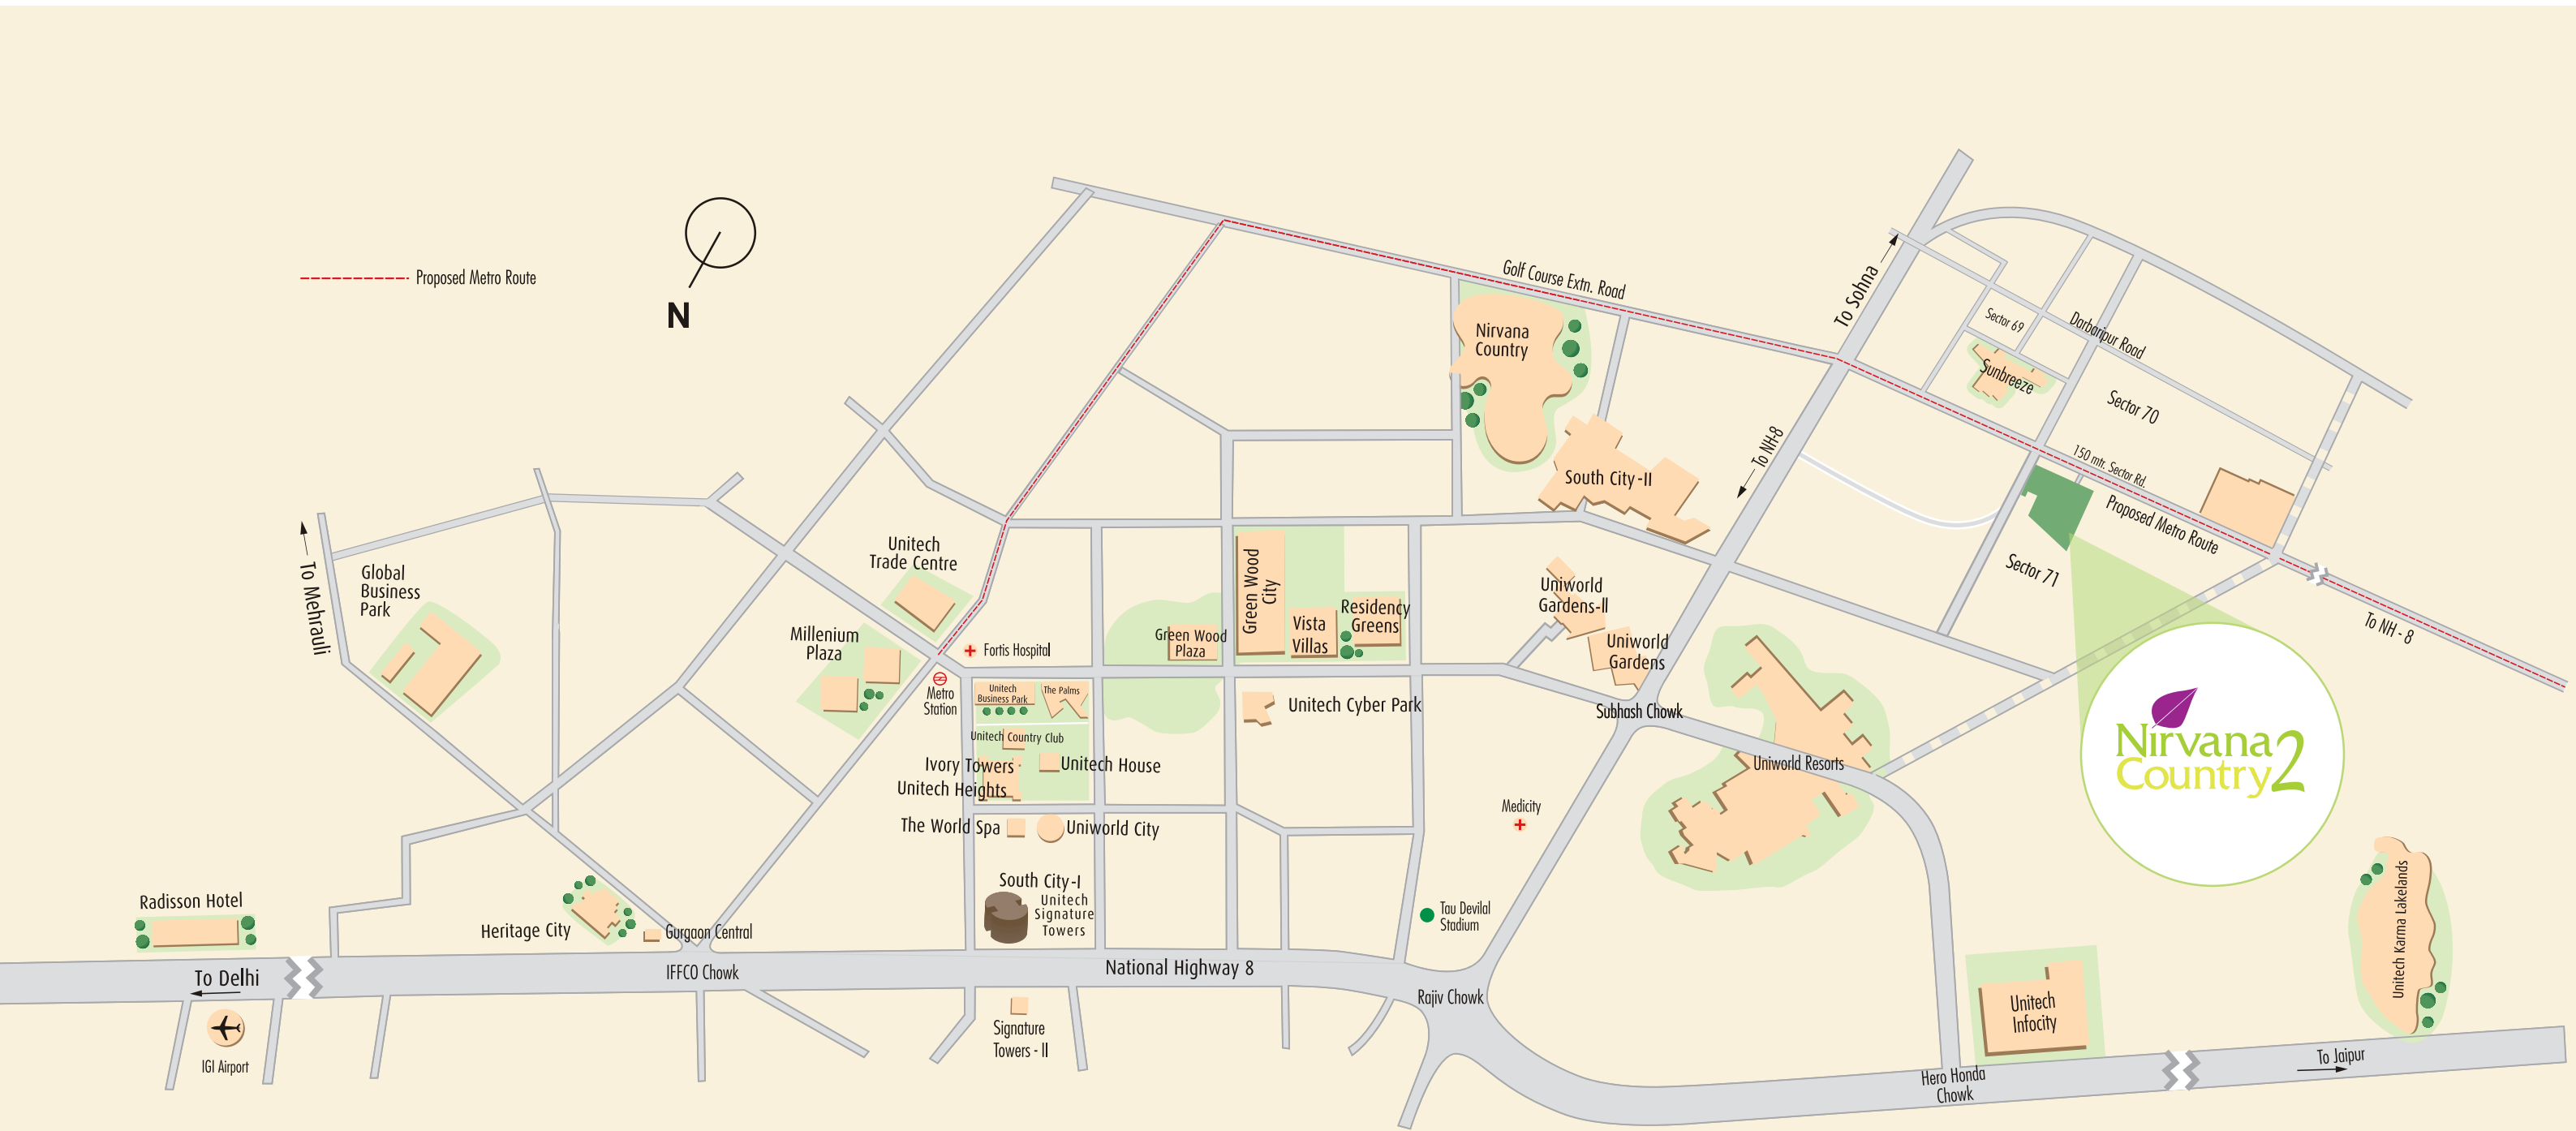 Proposed Metro Route
N
Golf Course Extn. Road
To Sohna
Nirvana
Country
Sector 69
Darbaripur Road
Sunbreeze
Sector 70
To NH-8
150 mtr. Sector Rd.
Proposed Metro Route
South City-II
Sector 71
To NH - 8
To Mehrauli
Global
Business
Park
Unitech
Trade Centre
Millenium
Plaza
Fortis Hospital
Metro
Station
Green Wood
Plaza
Green Wood
City
Vista
Villas
Residency
Greens
Uniworld
Gardens-II
Uniworld
Gardens
Unitech
Business Park
The Palms
Unitech Cyber Park
Subhash Chowk
Unitech Country Club
Ivory Towers
Unitech House
Unitech Heights
Uniworld Resorts
Nirvana
Country 2
Medicity
The World Spa
Uniworld City
South City-I
Unitech
Signature
Towers
Tau Devilal
Stadium
Radisson Hotel
Heritage City
Gurgaon Central
Unitech Karma Lakelands
To Delhi
IFFCO Chowk
National Highway 8
Rajiv Chowk
Unitech
Infocity
IGI Airport
Signature
Towers - II
Hero Honda
Chowk
To Jaipur